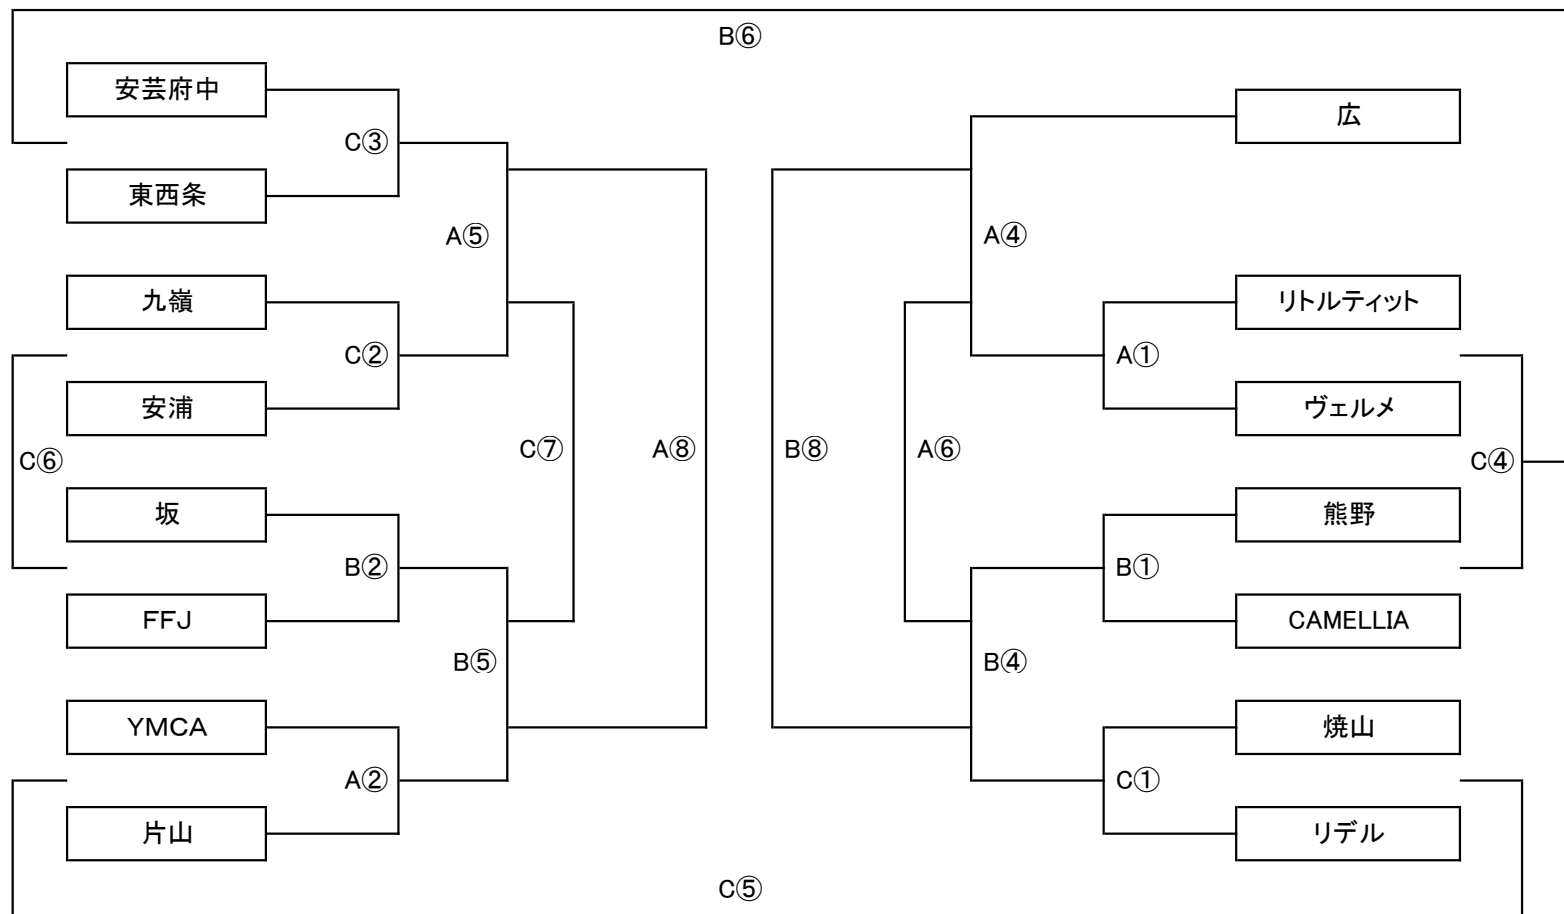 B⑥
安芸府中
広
C③
東西条
A⑤
A④
九嶺
リトルティット
C②
A①
安浦
ヴェルメ
C⑥
C⑦
A⑧
B⑧
A⑥
C④
坂
熊野
B②
B①
FFJ
CAMELLIA
B⑤
B④
YMCA
焼山
A②
C①
片山
リデル
C⑤